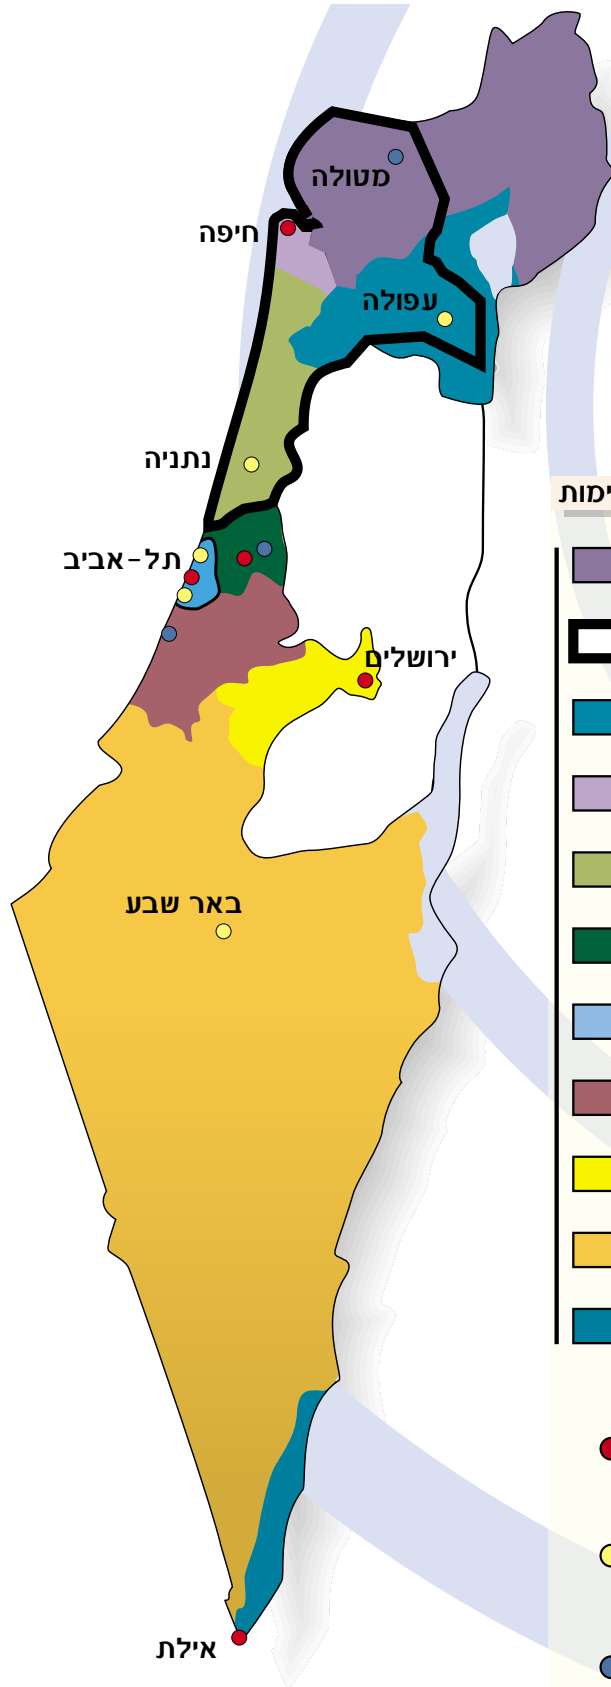 מטולה
חיפה
עפולה
נתניה
ימות
תל-אביב
ירושלים
באר שבע
אילת